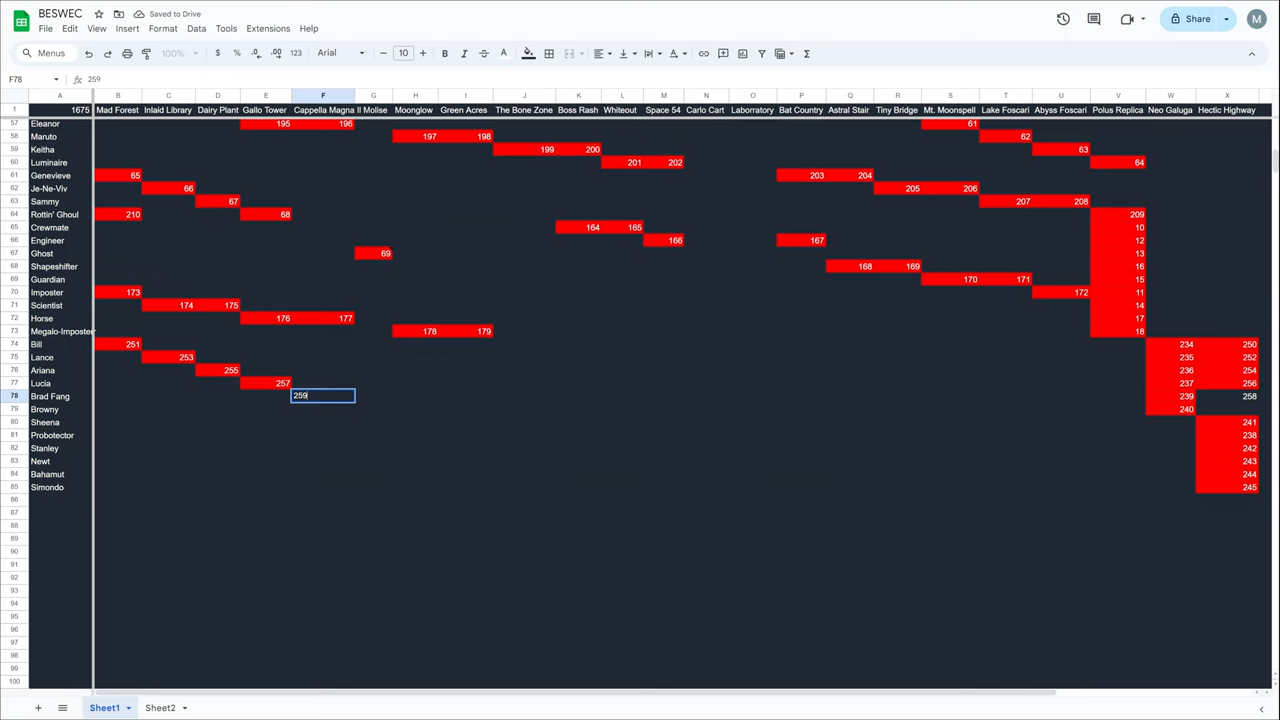 BESWEC Saved to Drive
File Edit View Insert Format Data Tools Extensions Help
Share M
Menus 100% $ % .0 .00 123 Arial 10 B I A
F78 259
A B C D E F G H I J K L M N O P Q R S T U V W X
1 1675 Mad Forest Inlaid Library Dairy Plant Gallo Tower Cappella Magna Il Molise Moonglow Green Acres The Bone Zone Boss Rash Whiteout Space 54 Carlo Cart Laborratory Bat Country Astral Stair Tiny Bridge Mt. Moonspell Lake Foscari Abyss Foscari Polus Replica Neo Galuga Hectic Highway
57 Eleanor 195 196 61
58 Maruto 197 198 62
59 Keitha 199 200 63
60 Luminaire 201 202 64
61 Genevieve 65 203 204
62 Je-Ne-Viv 66 205 206
63 Sammy 67 207 208
64 Rottin' Ghoul 210 68 209
65 Crewmate 164 165 10
66 Engineer 166 167 12
67 Ghost 69 13
68 Shapeshifter 168 169 16
69 Guardian 170 171 15
70 Imposter 173 172 11
71 Scientist 174 175 14
72 Horse 176 177 17
73 Megalo-Imposter 178 179 18
74 Bill 251 234 250
75 Lance 253 235 252
76 Ariana 255 236 254
77 Lucia 257 237 256
78 Brad Fang 259 239 258
79 Browny 240
80 Sheena 241
81 Probotector 238
82 Stanley 242
83 Newt 243
84 Bahamut 244
85 Simondo 245
86
87
88
89
90
91
92
93
94
95
96
97
98
99
100
Sheet1 Sheet2